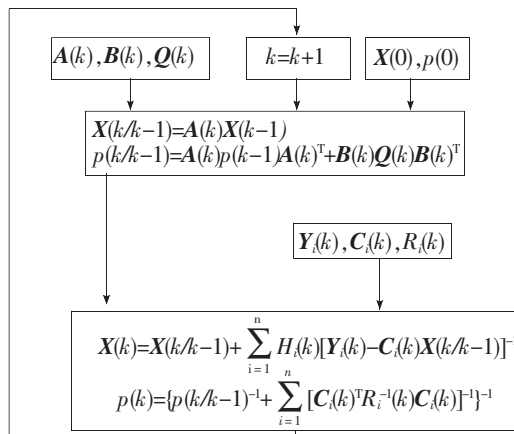 A(k),B(k),Q(k)
k=k+1
X(0),p(0)
X(k/k-1)=A(k)X(k-1)
p(k/k-1)=A(k)p(k-1)A(k)ᵀ+B(k)Q(k)B(k)ᵀ
Yᵢ(k),Cᵢ(k),Rᵢ(k)
X(k)=X(k/k-1)+∑ᵢ₌₁ⁿ Hᵢ(k)[Yᵢ(k)-Cᵢ(k)X(k/k-1)]⁻¹
p(k)={p(k/k-1)⁻¹+∑ᵢ₌₁ⁿ [Cᵢ(k)ᵀRᵢ⁻¹(k)Cᵢ(k)]⁻¹}⁻¹